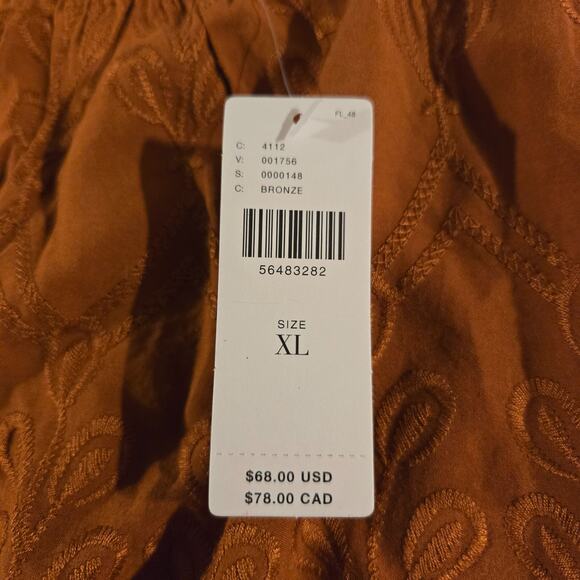 FL_48
C: 4112
V: 001756
S: 0000148
C: BRONZE
56483282
SIZE
XL
$68.00 USD
$78.00 CAD